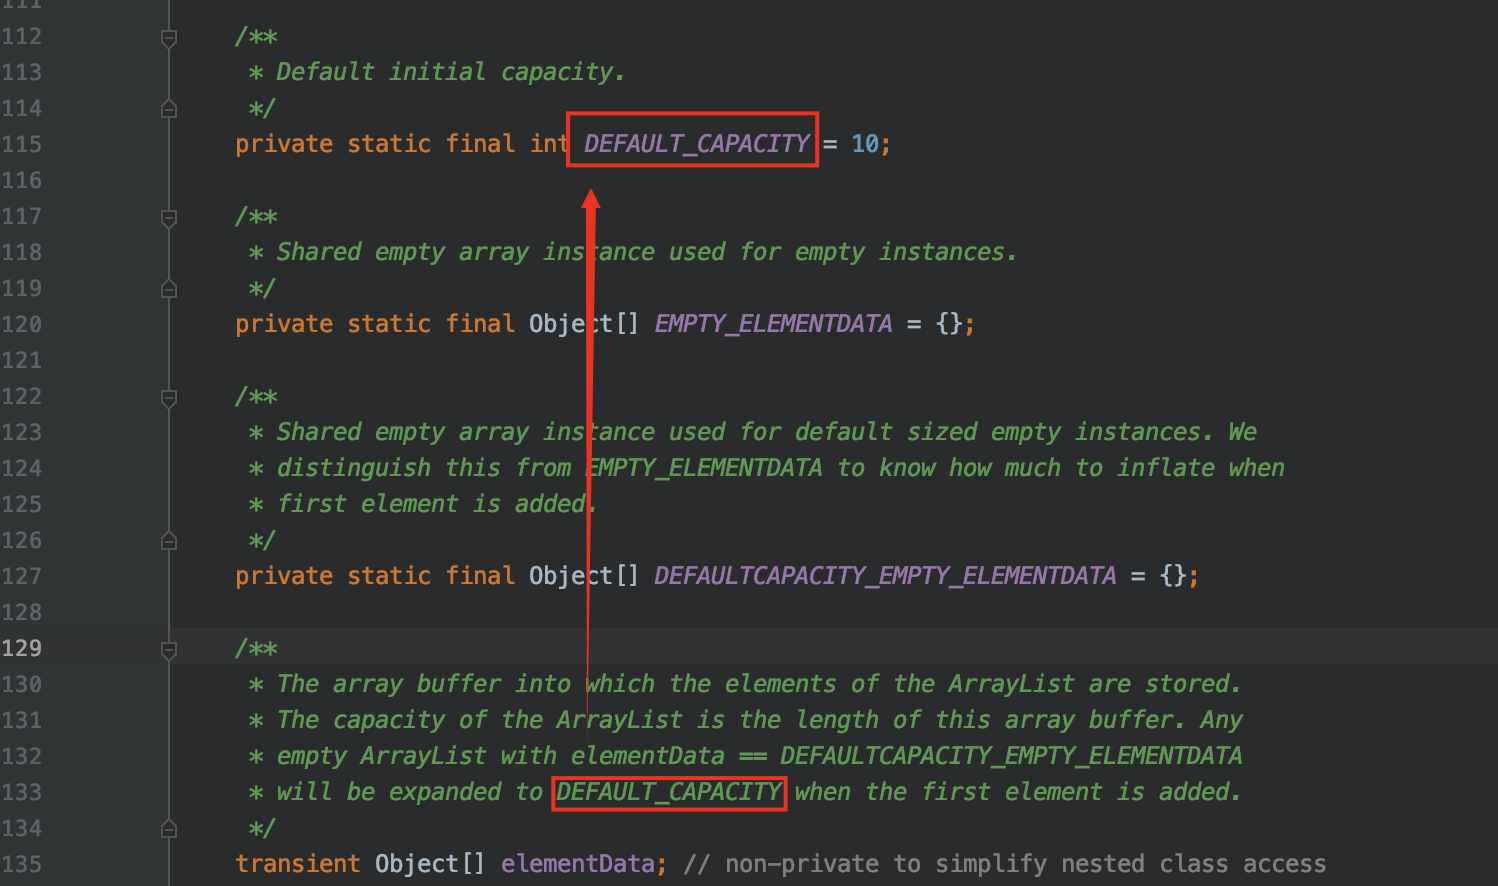 111
112 /**
113 * Default initial capacity.
114 */
115 private static final int DEFAULT_CAPACITY = 10;
116
117 /**
118 * Shared empty array instance used for empty instances.
119 */
120 private static final Object[] EMPTY_ELEMENTDATA = {};
121
122 /**
123 * Shared empty array instance used for default sized empty instances. We
124 * distinguish this from EMPTY_ELEMENTDATA to know how much to inflate when
125 * first element is added.
126 */
127 private static final Object[] DEFAULTCAPACITY_EMPTY_ELEMENTDATA = {};
128
129 /**
130 * The array buffer into which the elements of the ArrayList are stored.
131 * The capacity of the ArrayList is the length of this array buffer. Any
132 * empty ArrayList with elementData == DEFAULTCAPACITY_EMPTY_ELEMENTDATA
133 * will be expanded to DEFAULT_CAPACITY when the first element is added.
134 */
135 transient Object[] elementData; // non-private to simplify nested class access